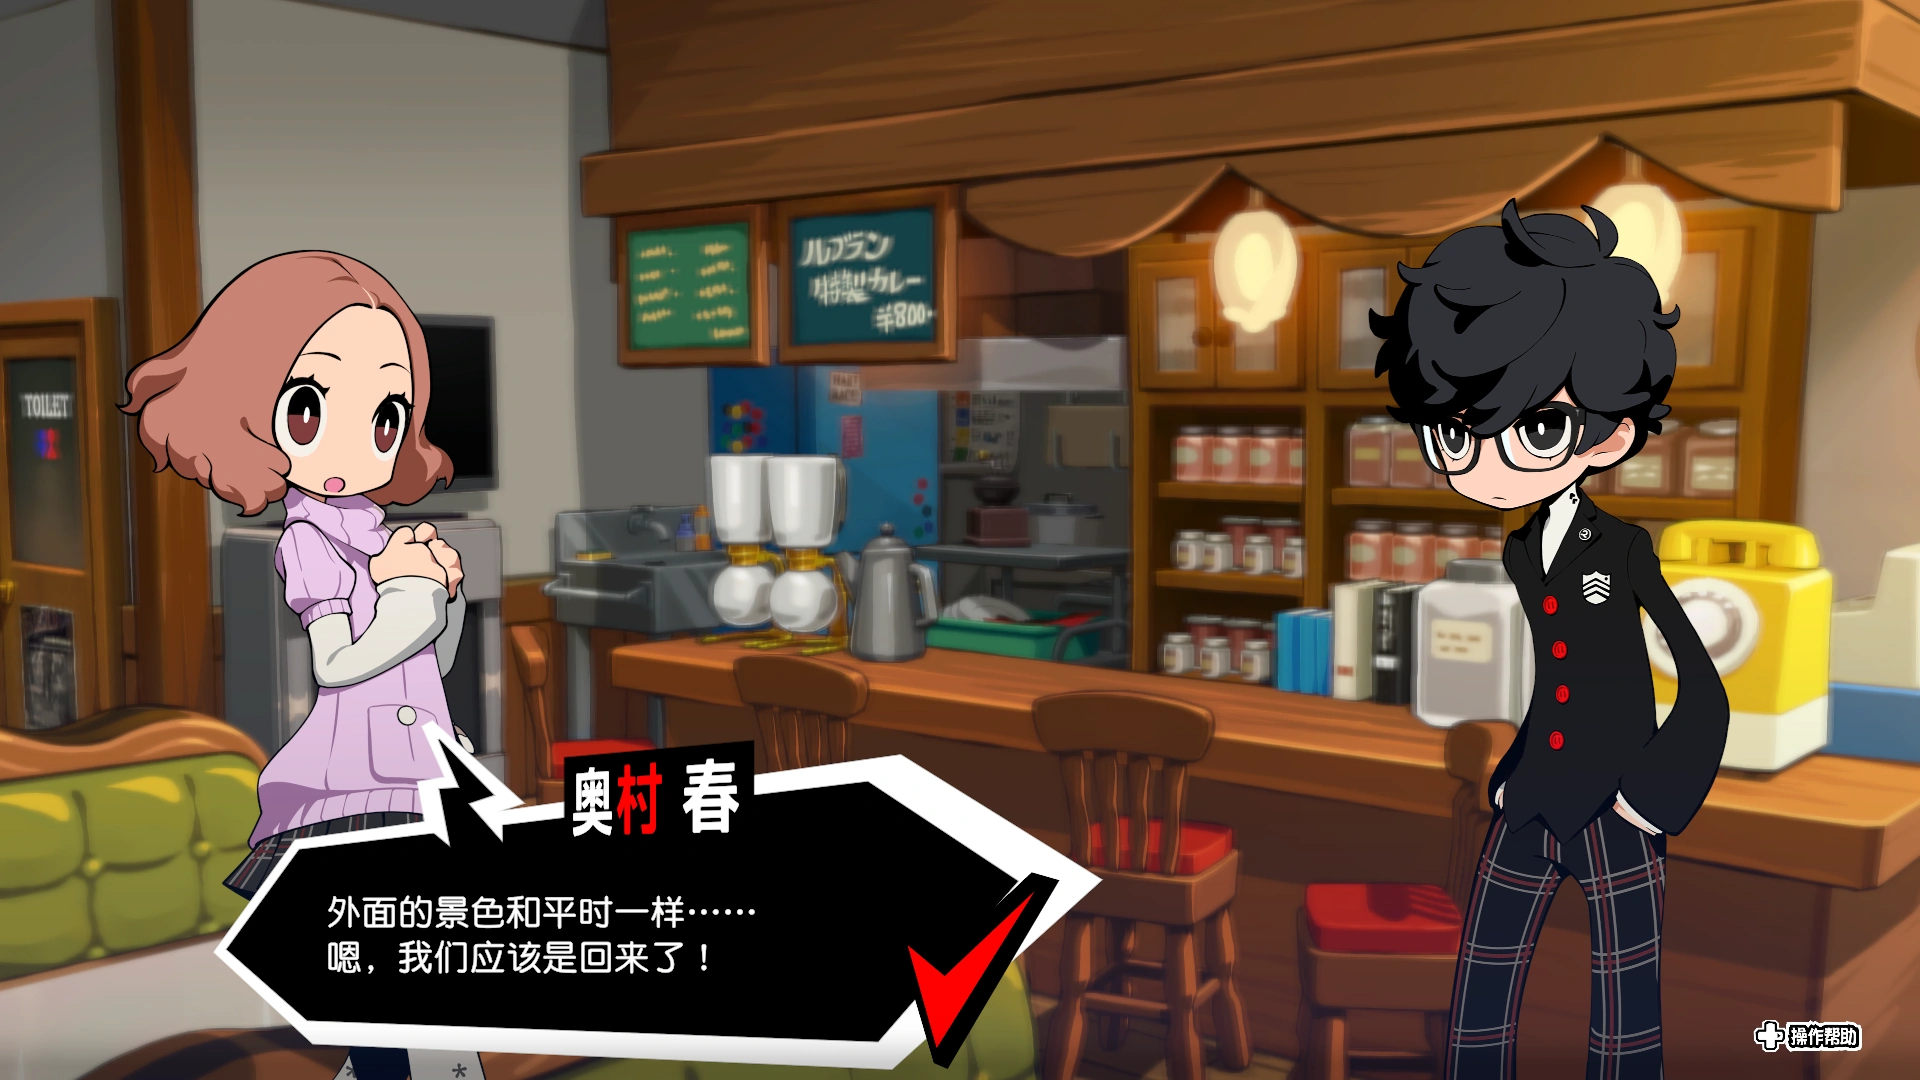 ルブラン
特製カレー
¥800
TOILET
奥村 春
外面的景色和平时一样……
嗯，我们应该是回来了！
操作帮助